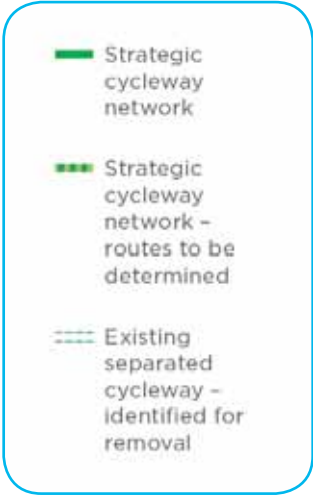 Strategic
cycleway
network
Strategic
cycleway
network –
routes to be
determined
Existing
separated
cycleway –
identified for
removal